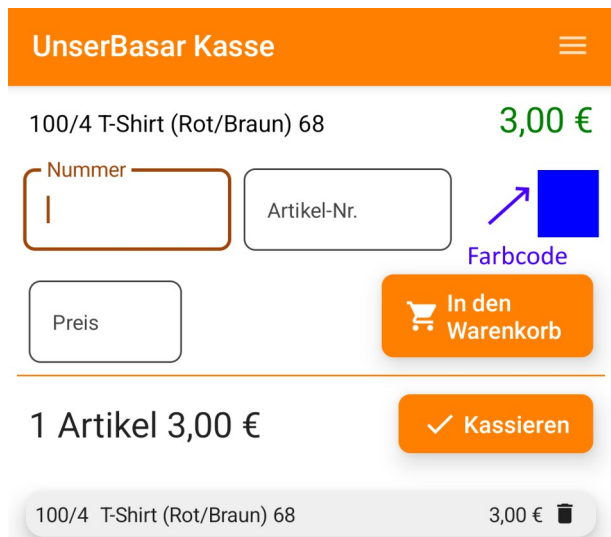 UnserBasar Kasse
100/4 T-Shirt (Rot/Braun) 68 3,00 €
Nummer
Artikel-Nr.
Farbcode
Preis
In den
Warenkorb
1 Artikel 3,00 €
Kassieren
100/4 T-Shirt (Rot/Braun) 68 3,00 €